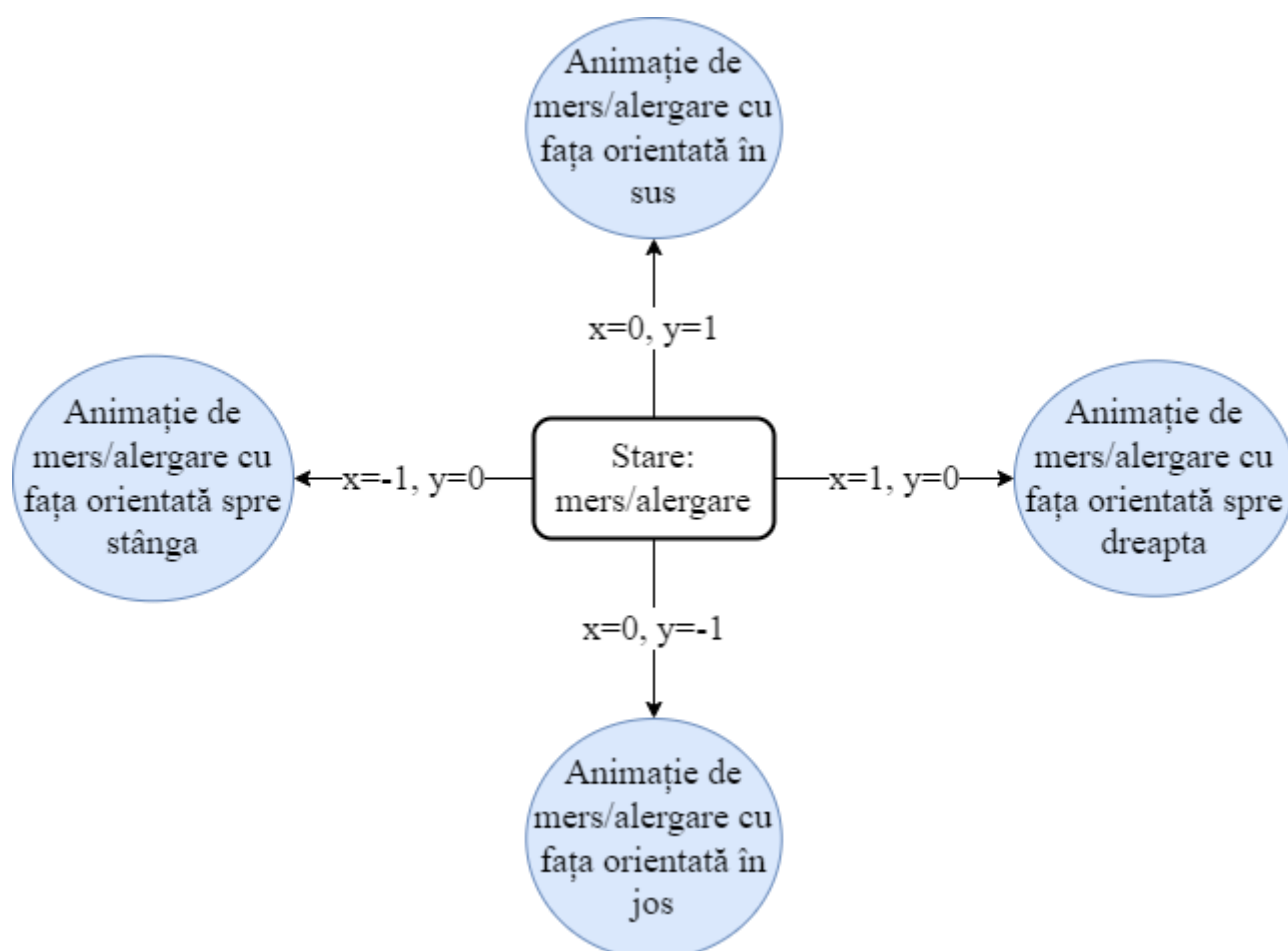 Animație de
mers/alergare cu
fața orientată în
sus
x=0, y=1
Animație de
mers/alergare cu
fața orientată spre
stânga
x=-1, y=0
Stare:
mers/alergare
x=1, y=0
Animație de
mers/alergare cu
fața orientată spre
dreapta
x=0, y=-1
Animație de
mers/alergare cu
fața orientată în
jos